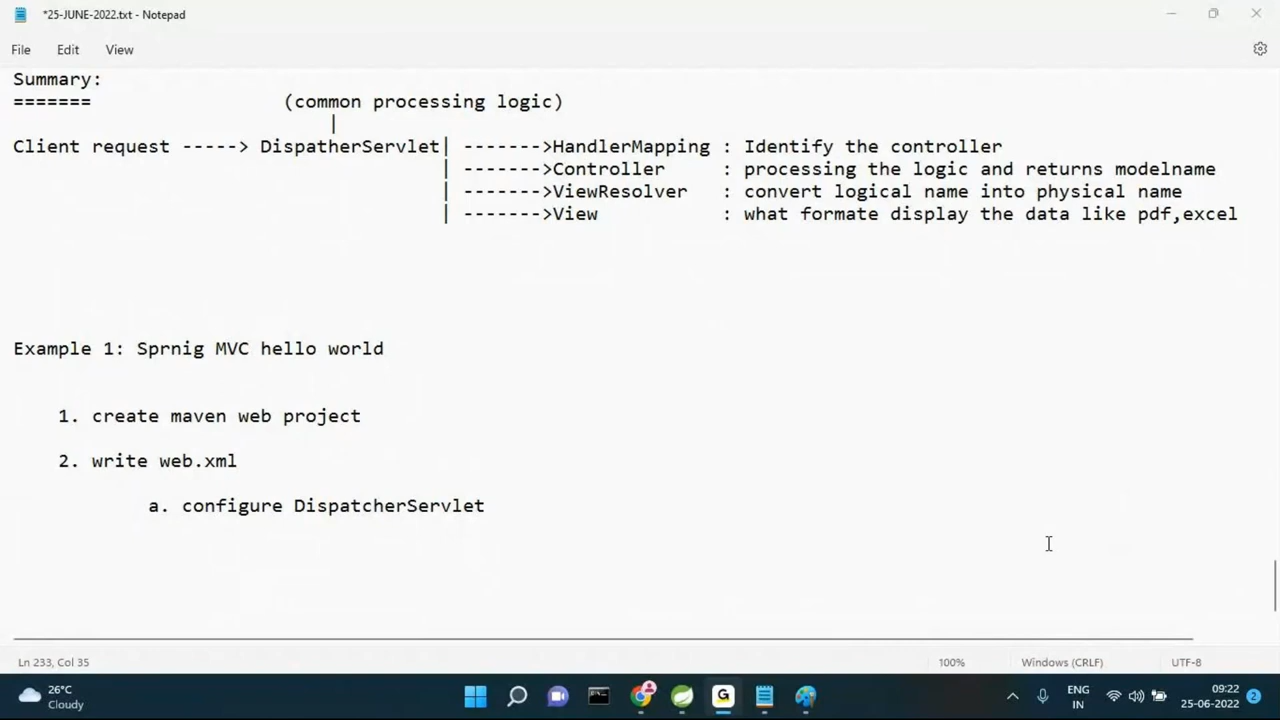 *25-JUNE-2022.txt - Notepad
File Edit View
Summary:
======= (common processing logic)
|
Client request -----> DispatherServlet| ------->HandlerMapping : Identify the controller
| ------->Controller : processing the logic and returns modelname
| ------->ViewResolver : convert logical name into physical name
| ------->View : what formate display the data like pdf,excel
Example 1: Sprnig MVC hello world
1. create maven web project
2. write web.xml
a. configure DispatcherServlet
Ln 233, Col 35 100% Windows (CRLF) UTF-8
26°C
Cloudy
G
ENG
IN
09:22
25-06-2022
2